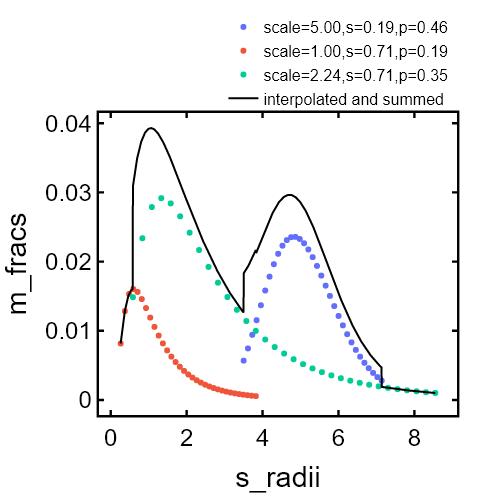 scale=5.00,s=0.19,p=0.46
scale=1.00,s=0.71,p=0.19
scale=2.24,s=0.71,p=0.35
interpolated and summed
0.04
0.03
0.02
0.01
0
m_fracs
0 2 4 6 8
s_radii